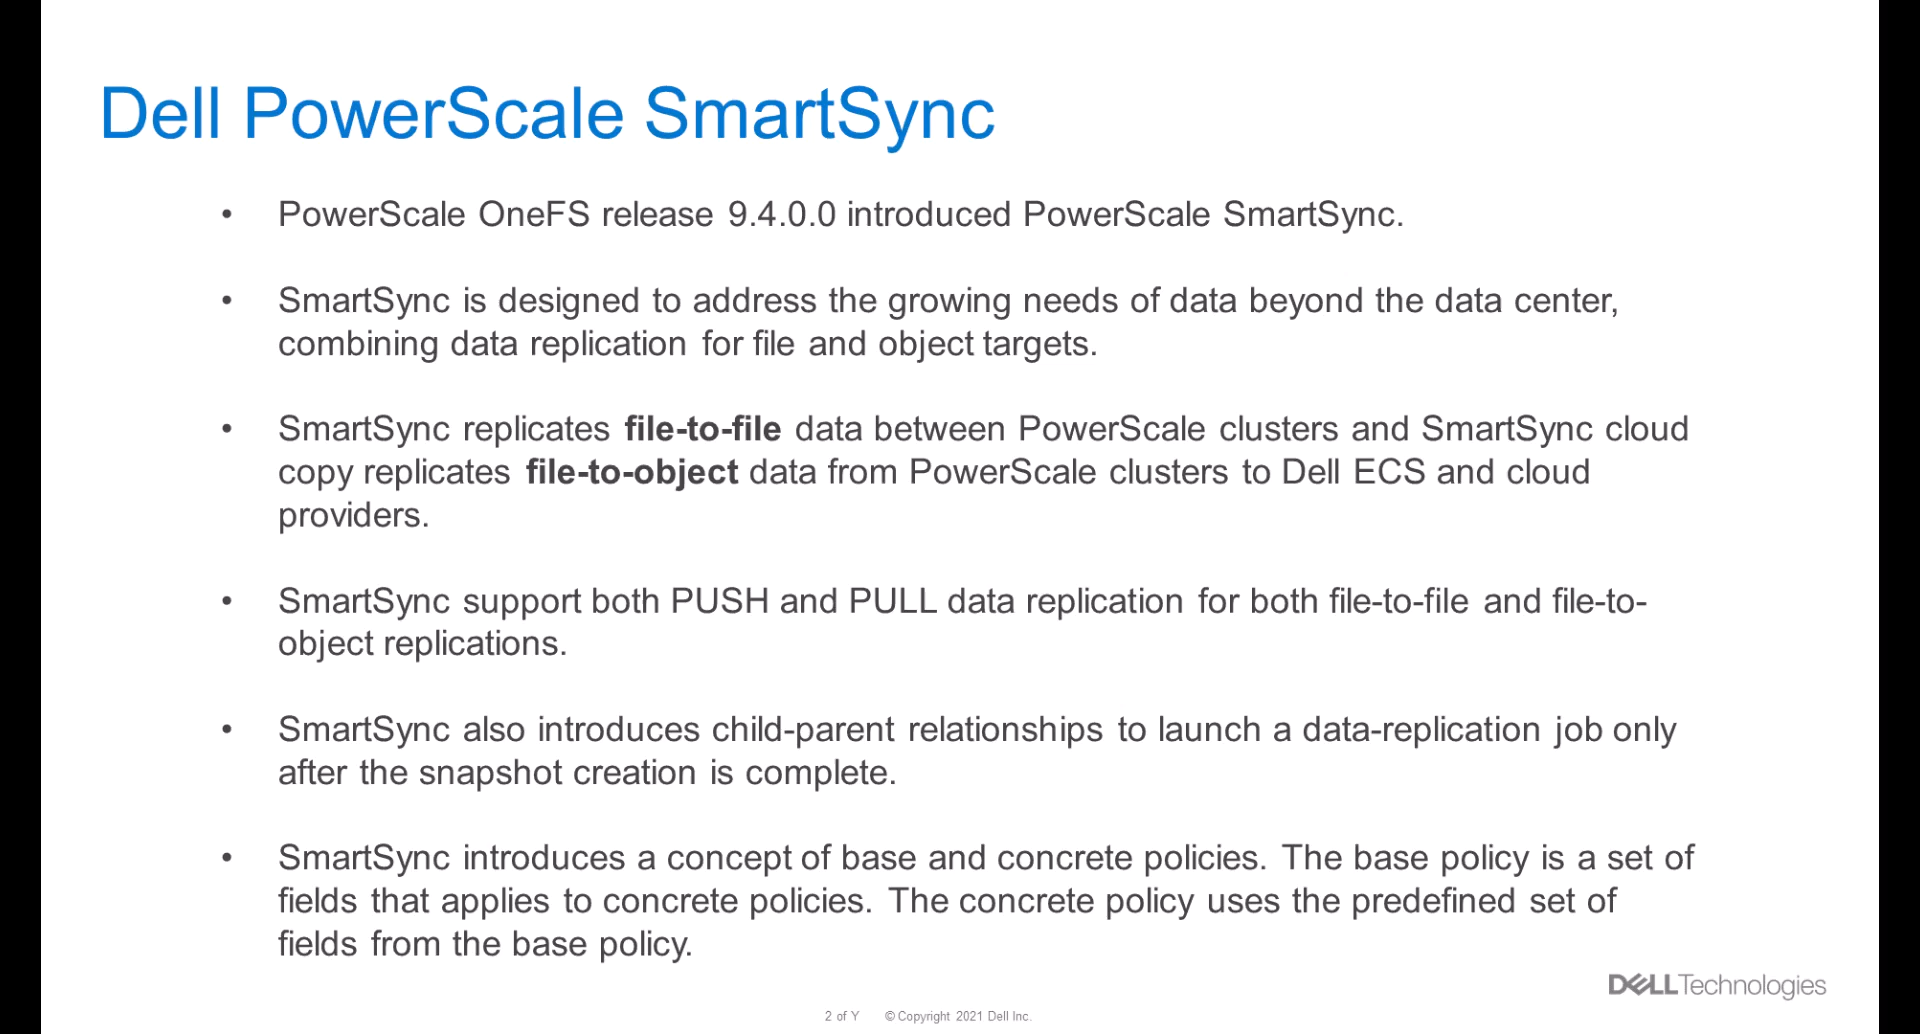 Dell PowerScale SmartSync
• PowerScale OneFS release 9.4.0.0 introduced PowerScale SmartSync.
• SmartSync is designed to address the growing needs of data beyond the data center,
combining data replication for file and object targets.
• SmartSync replicates file-to-file data between PowerScale clusters and SmartSync cloud
copy replicates file-to-object data from PowerScale clusters to Dell ECS and cloud
providers.
• SmartSync support both PUSH and PULL data replication for both file-to-file and file-to-
object replications.
• SmartSync also introduces child-parent relationships to launch a data-replication job only
after the snapshot creation is complete.
• SmartSync introduces a concept of base and concrete policies. The base policy is a set of
fields that applies to concrete policies. The concrete policy uses the predefined set of
fields from the base policy.
DELLTechnologies
2 of Y © Copyright 2021 Dell Inc.